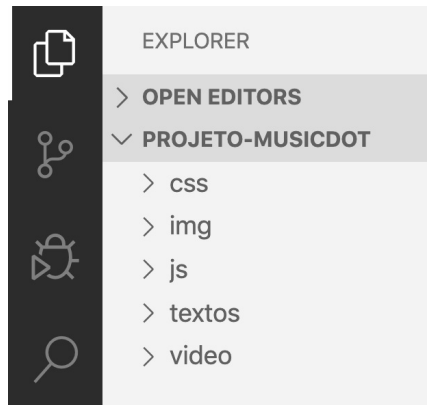 EXPLORER
OPEN EDITORS
PROJETO-MUSICDOT
css
img
js
textos
video